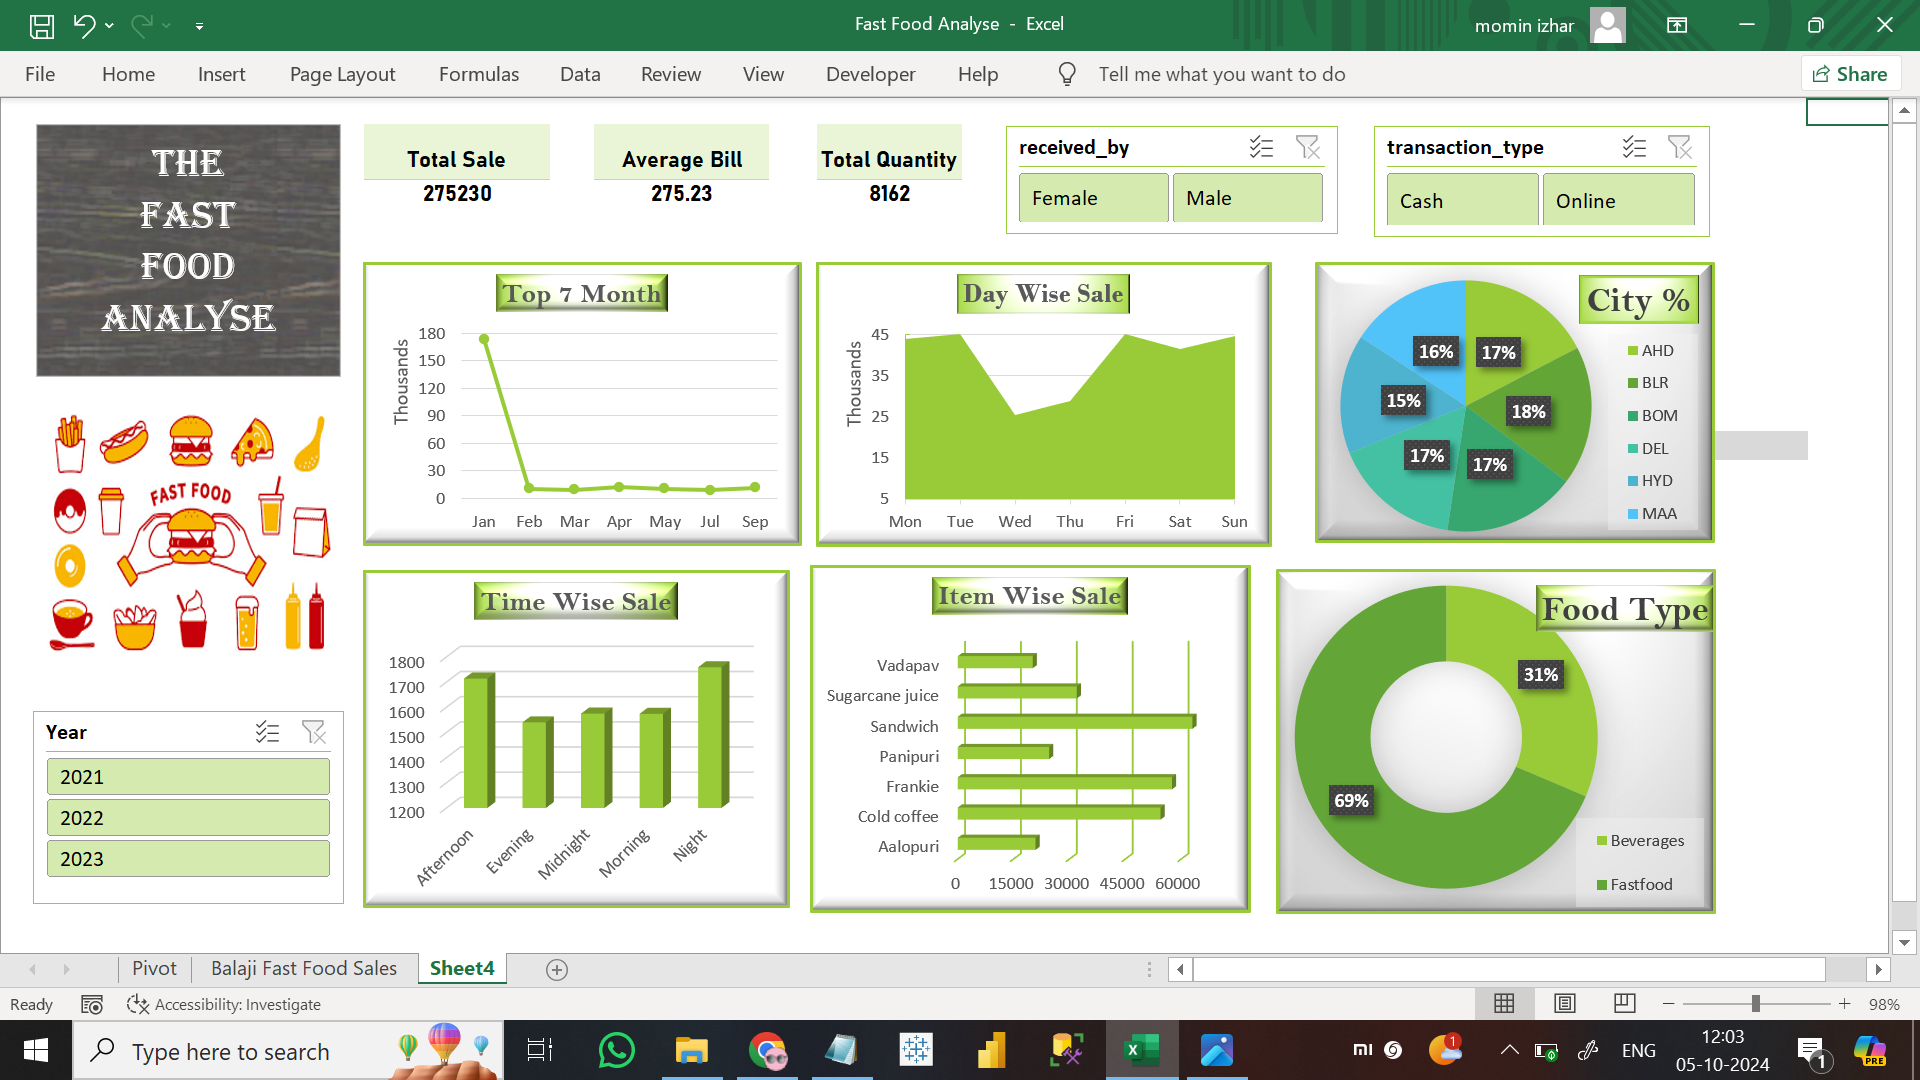 Fast Food Analyse - Excel
momin izhar
File Home Insert Page Layout Formulas Data Review View Developer Help Tell me what you want to do
Share
THE
FAST
FOOD
ANALYSE
Total Sale
275230
Average Bill
275.23
Total Quantity
8162
received_by
Female Male
transaction_type
Cash Online
FAST FOOD
Year
2021
2022
2023
Top 7 Month
Thousands
180
150
120
90
60
30
0
Jan Feb Mar Apr May Jul Sep
Day Wise Sale
Thousands
45
35
25
15
5
Mon Tue Wed Thu Fri Sat Sun
City %
16% 17%
15% 18%
17% 17%
AHD
BLR
BOM
DEL
HYD
MAA
Time Wise Sale
1800
1700
1600
1500
1400
1300
1200
Afternoon Evening Midnight Morning Night
Item Wise Sale
Vadapav
Sugarcane juice
Sandwich
Panipuri
Frankie
Cold coffee
Aalopuri
0 15000 30000 45000 60000
Food Type
31%
69%
Beverages
Fastfood
Pivot Balaji Fast Food Sales Sheet4
Ready Accessibility: Investigate
98%
Type here to search
1
ENG
12:03
05-10-2024
1
PRE